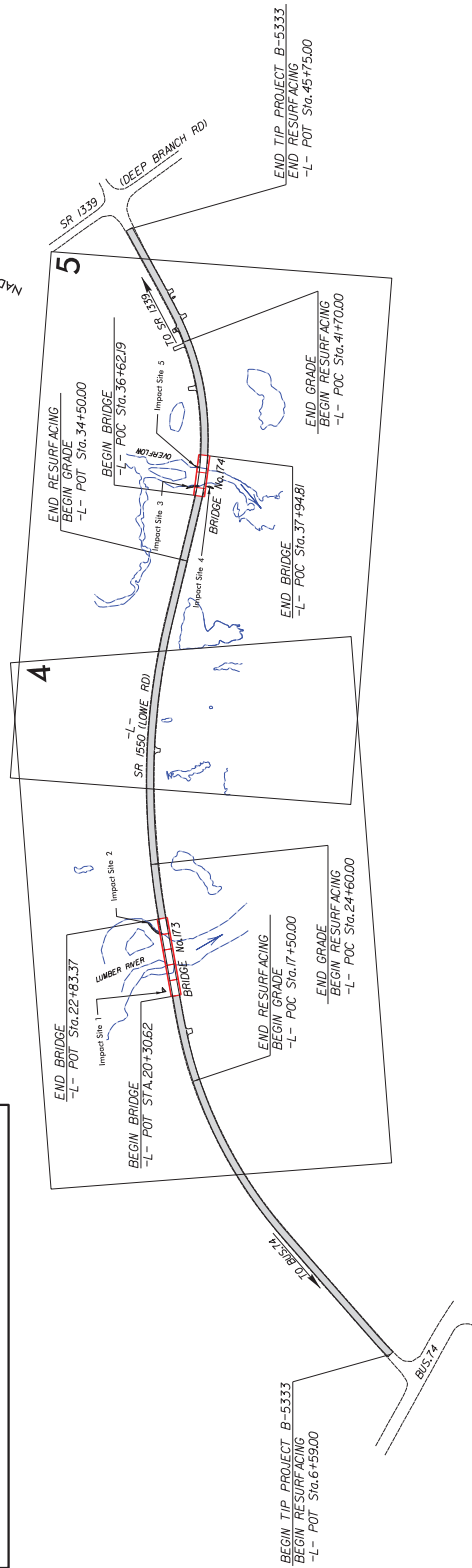 BEGIN TIP PROJECT B-5333
BEGIN RESURFACING
-L- POT Sta.6+59.00
BUS.74
TO BUS.74
BEGIN BRIDGE
-L- POT STA.20+30.62
END BRIDGE
-L- POT Sta.22+83.37
Impact Site 1
LUMBER RIVER
Impact Site 2
BRIDGE No.173
END RESURFACING
BEGIN GRADE
-L- POC Sta.17+50.00
END GRADE
BEGIN RESURFACING
-L- POC Sta.24+60.00
4
-L-
SR 1550 (LOWE RD)
END RESURFACING
BEGIN GRADE
-L- POT Sta.34+50.00
BEGIN BRIDGE
-L- POC Sta.36+62.19
Impact Site 3
OVERFLOW
Impact Site 5
Impact Site 4
BRIDGE No.174
END BRIDGE
-L- POC Sta.37+94.81
END GRADE
BEGIN RESURFACING
-L- POC Sta.41+70.00
TO SR 1339
5
NAD
SR 1339
(DEEP BRANCH RD)
END TIP PROJECT B-5333
END RESURFACING
-L- POT Sta.45+75.00